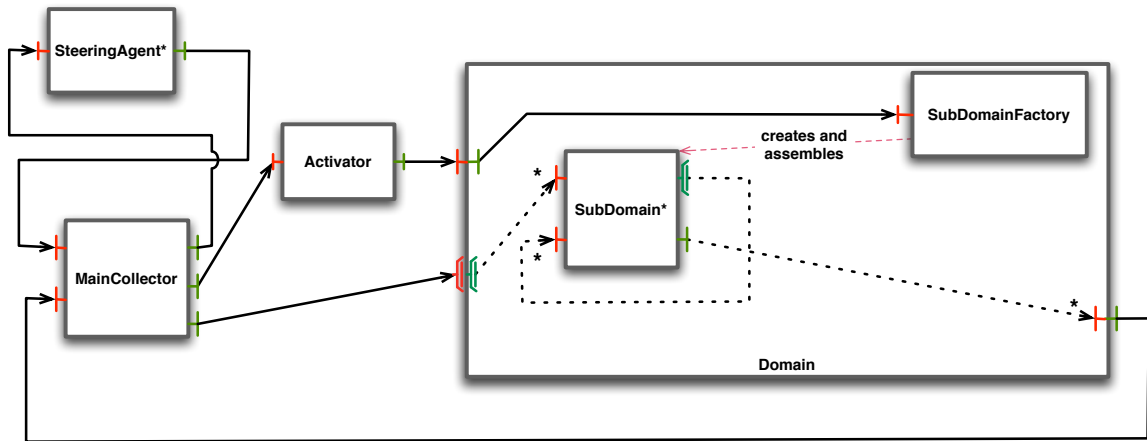 SteeringAgent*
SubDomainFactory
creates and
assembles
Activator
*
SubDomain*
*
MainCollector
*
Domain